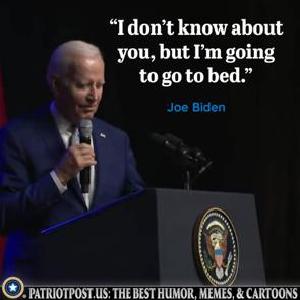 “I don’t know about
you, but I’m going
to go to bed.”
Joe Biden
PATRIOTPOST.US: THE BEST HUMOR, MEMES, & CARTOONS